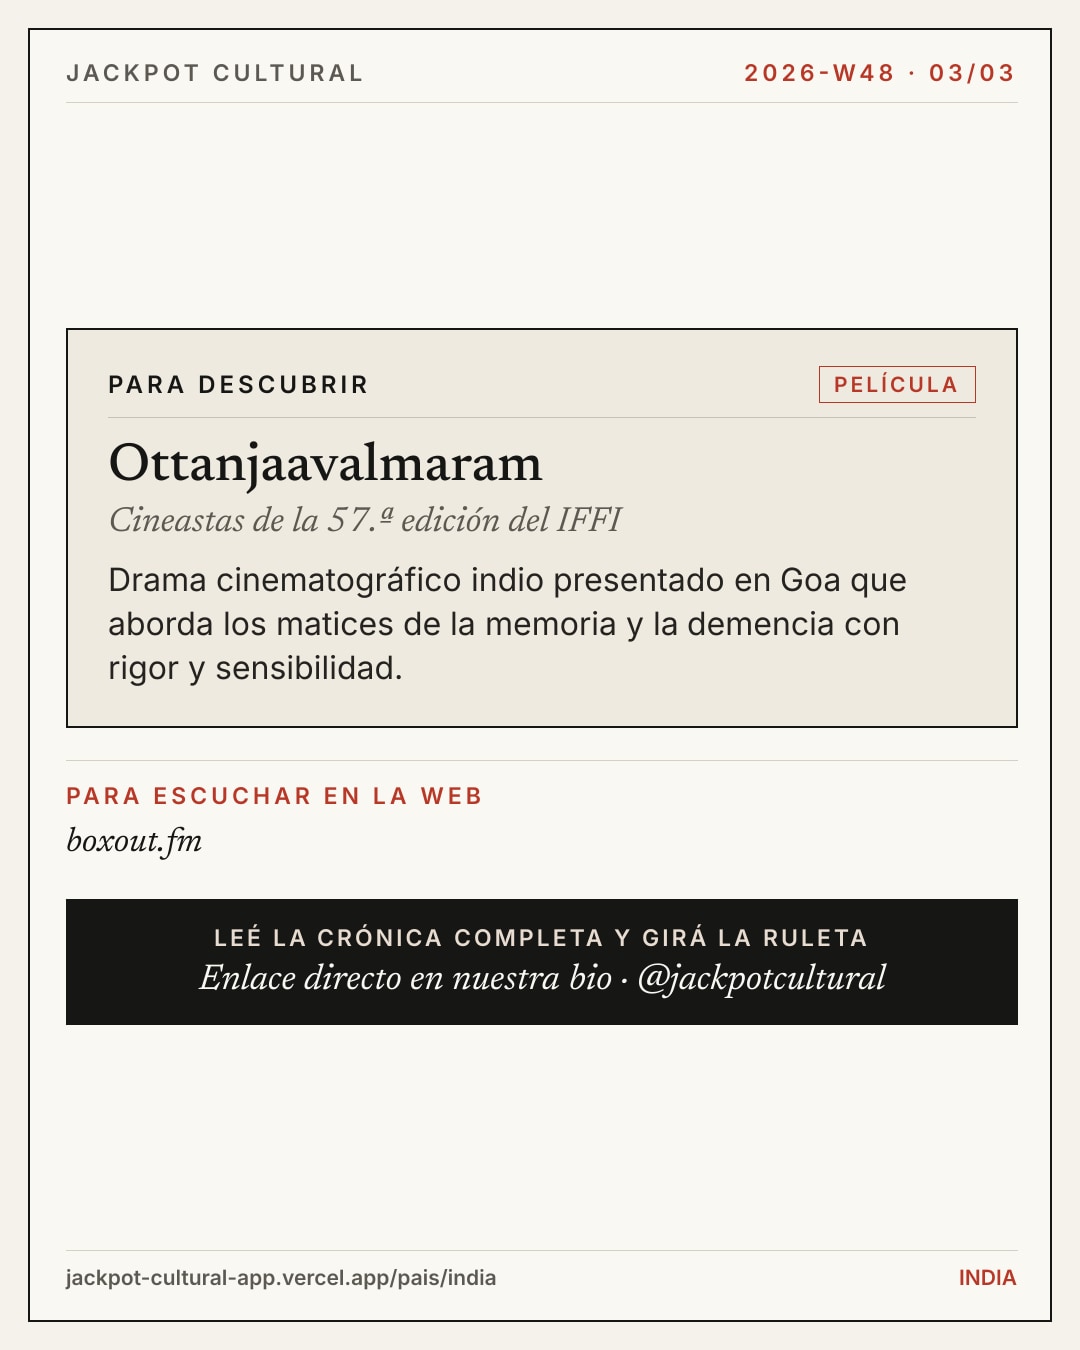 JACKPOT CULTURAL
2026-W48 · 03/03
PARA DESCUBRIR
PELÍCULA
Ottanjaavalmaram
Cineastas de la 57.ª edición del IFFI
Drama cinematográfico indio presentado en Goa que
aborda los matices de la memoria y la demencia con
rigor y sensibilidad.
PARA ESCUCHAR EN LA WEB
boxout.fm
LEÉ LA CRÓNICA COMPLETA Y GIRÁ LA RULETA
Enlace directo en nuestra bio · @jackpotcultural
jackpot-cultural-app.vercel.app/pais/india
INDIA